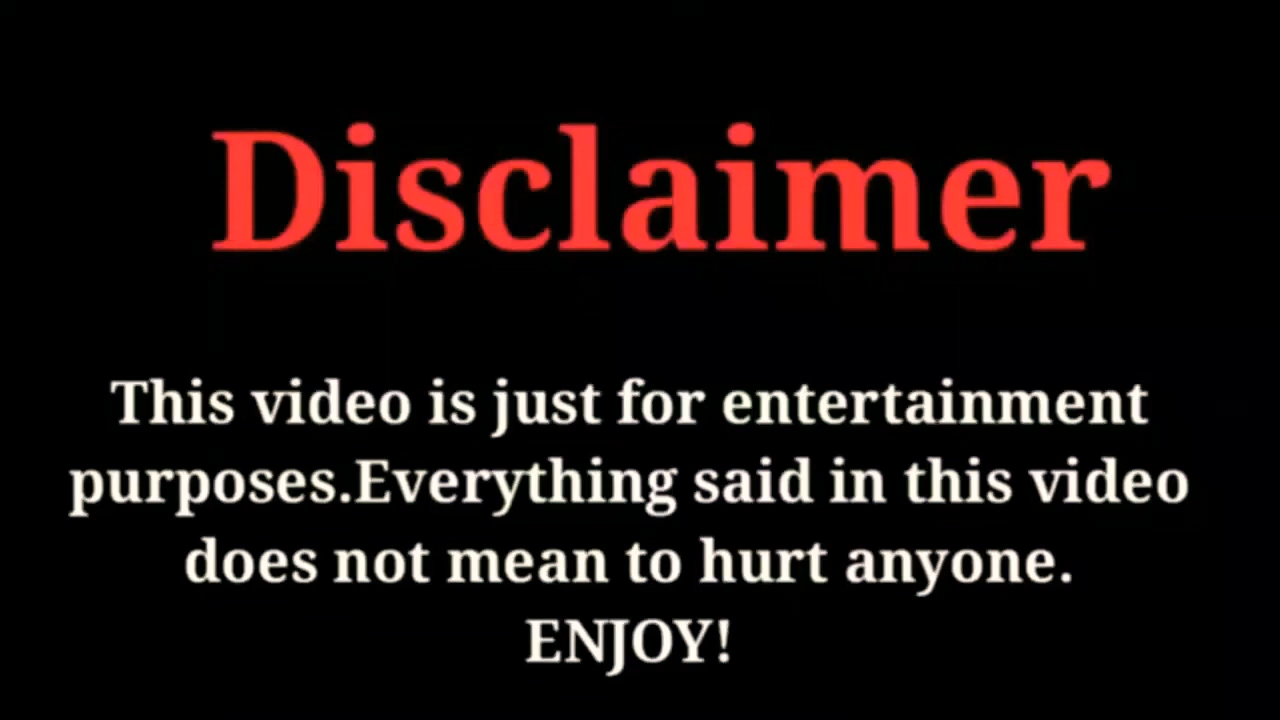 Disclaimer
This video is just for entertainment
purposes.Everything said in this video
does not mean to hurt anyone.
ENJOY!